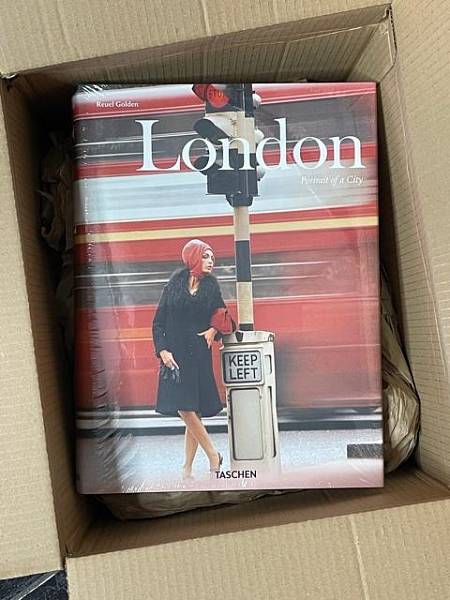 Reuel Golden
London
Portrait of a City
KEEP
LEFT
TASCHEN